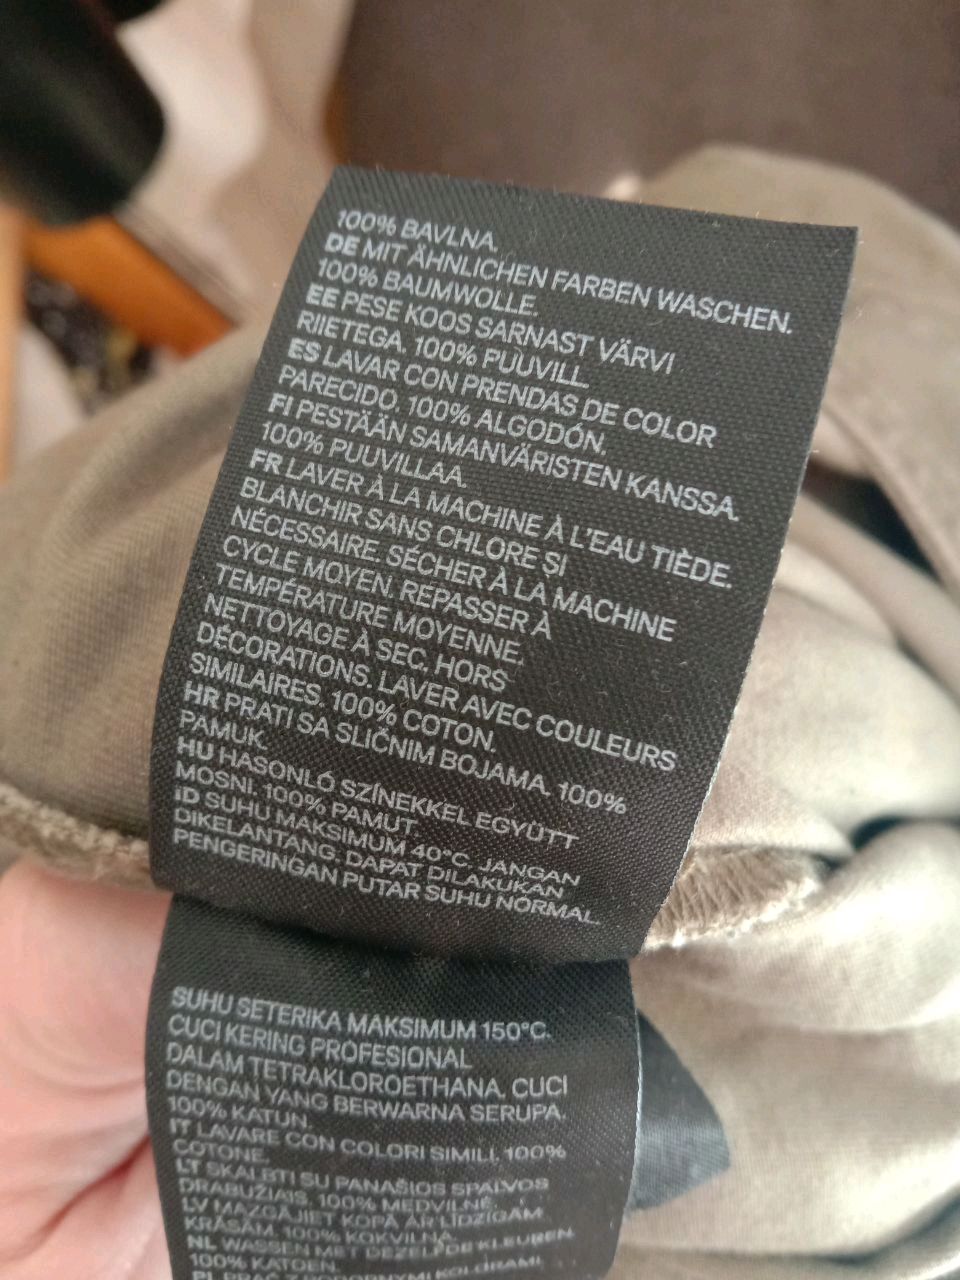 100% BAVLNA.
DE MIT ÄHNLICHEN FARBEN WASCHEN.
100% BAUMWOLLE.
EE PESE KOOS SARNAST VÄRVI
RIIETEGA. 100% PUUVILL.
ES LAVAR CON PRENDAS DE COLOR
PARECIDO. 100% ALGODÓN.
FI PESTÄÄN SAMANVÄRISTEN KANSSA.
100% PUUVILLAA.
FR LAVER À LA MACHINE À L'EAU TIÈDE.
BLANCHIR SANS CHLORE SI
NÉCESSAIRE. SÉCHER À LA MACHINE
CYCLE MOYEN. REPASSER À
TEMPÉRATURE MOYENNE.
NETTOYAGE À SEC, HORS
DÉCORATIONS. LAVER AVEC COULEURS
SIMILAIRES. 100% COTON.
HR PRATI SA SLIČNIM BOJAMA. 100%
PAMUK.
HU HASONLÓ SZÍNEKKEL EGYÜTT
MOSNI. 100% PAMUT.
ID SUHU MAKSIMUM 40°C. JANGAN
DIKELANTANG. DAPAT DILAKUKAN
PENGERINGAN PUTAR SUHU NORMAL.
SUHU SETERIKA MAKSIMUM 150°C.
CUCI KERING PROFESIONAL
DALAM TETRAKLOROETHANA. CUCI
DENGAN YANG BERWARNA SERUPA.
100% KATUN.
IT LAVARE CON COLORI SIMILI. 100%
COTONE.
LT SKALBTI SU PANAŠIOS SPALVOS
DRABUŽIAIS. 100% MEDVILNĖ.
LV MAZGĀJIET KOPĀ AR LĪDZĪGĀM
KRĀSĀM. 100% KOKVILNA.
NL WASSEN MET DEZELFDE KLEUREN.
100% KATOEN.
PL PRAĆ Z PODOBNYMI KOLORAMI.